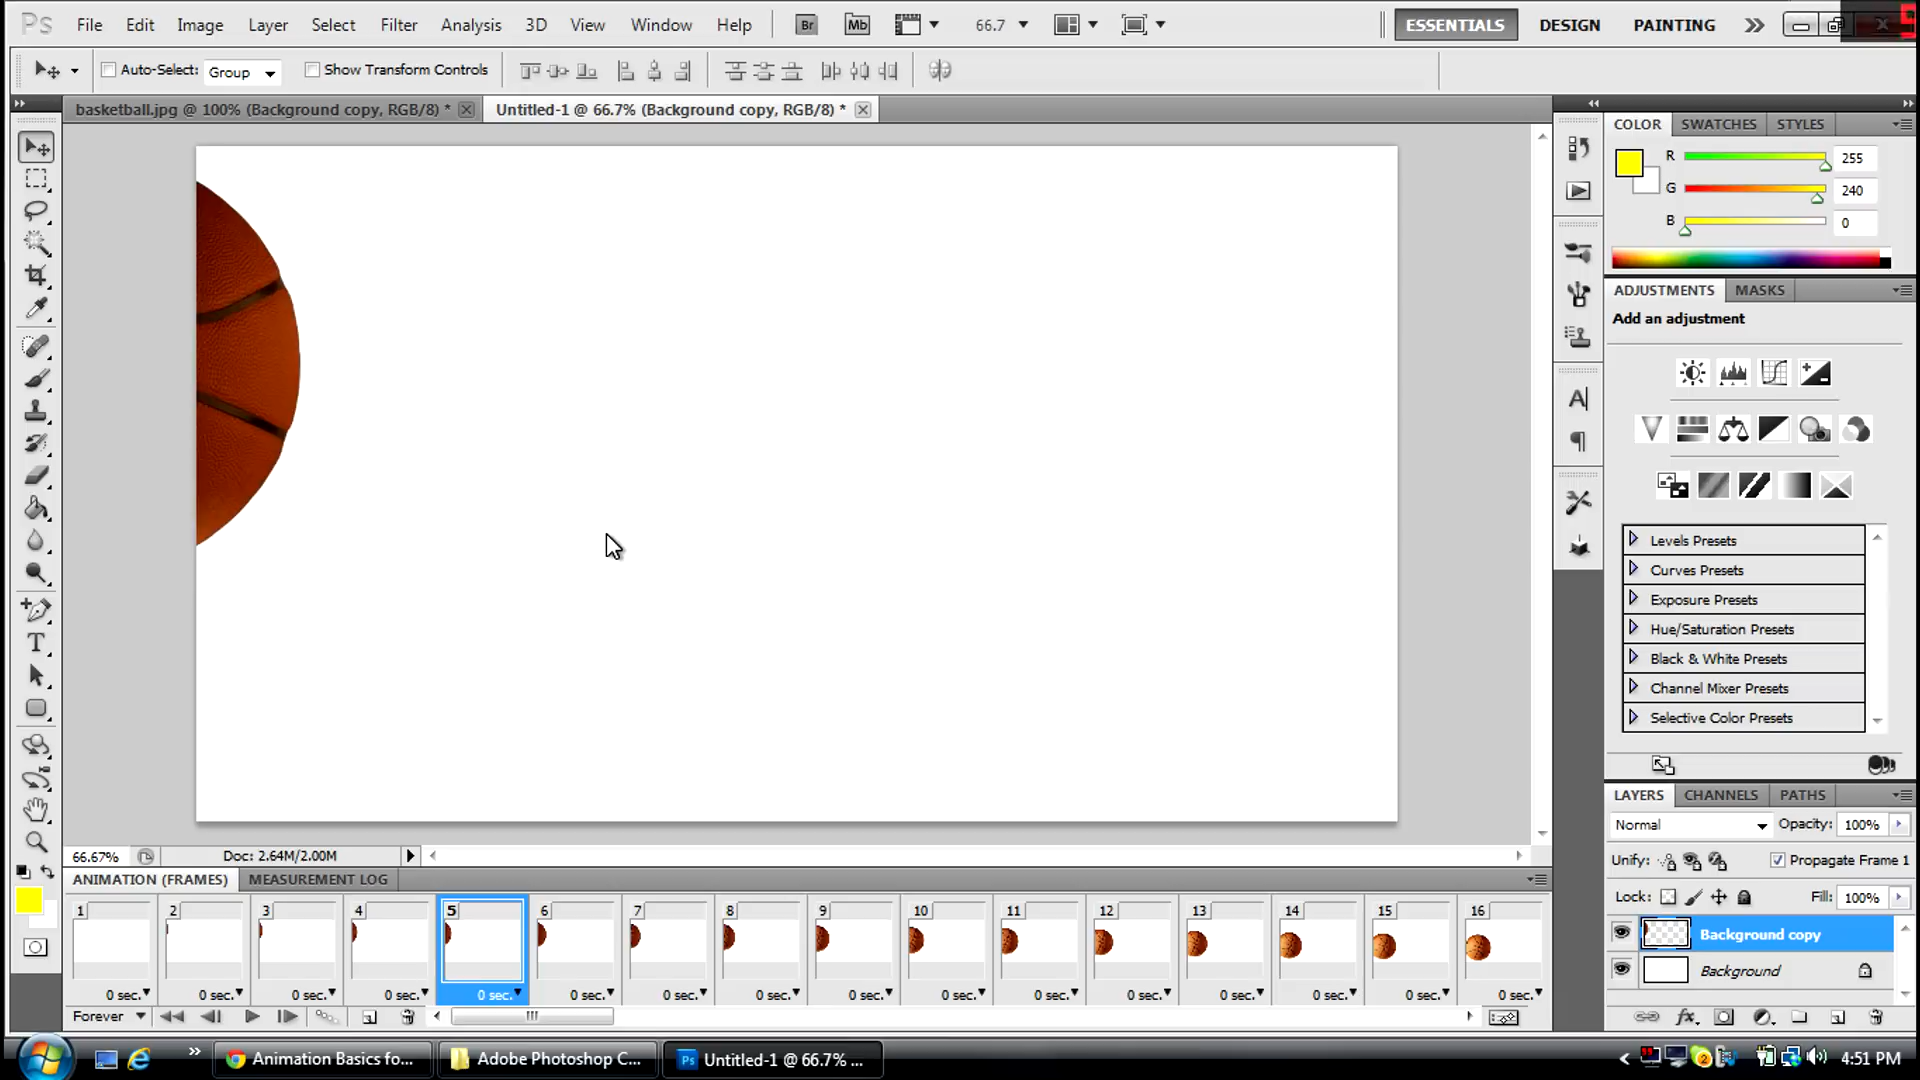 Ps File Edit Image Layer Select Filter Analysis 3D View Window Help Br Mb 66.7 ESSENTIALS DESIGN PAINTING
Auto-Select: Group Show Transform Controls
basketball.jpg @ 100% (Background copy, RGB/8) * Untitled-1 @ 66.7% (Background copy, RGB/8) *
COLOR SWATCHES STYLES
R 255
G 240
B 0
ADJUSTMENTS MASKS
Add an adjustment
Levels Presets
Curves Presets
Exposure Presets
Hue/Saturation Presets
Black & White Presets
Channel Mixer Presets
Selective Color Presets
LAYERS CHANNELS PATHS
Normal Opacity: 100%
Unify: Propagate Frame 1
Lock: Fill: 100%
Background copy
Background
66.67% Doc: 2.64M/2.00M
ANIMATION (FRAMES) MEASUREMENT LOG
1 2 3 4 5 6 7 8 9 10 11 12 13 14 15 16
0 sec. 0 sec. 0 sec. 0 sec. 0 sec. 0 sec. 0 sec. 0 sec. 0 sec. 0 sec. 0 sec. 0 sec. 0 sec. 0 sec. 0 sec. 0 sec.
Forever
Animation Basics fo... Adobe Photoshop C... Ps Untitled-1 @ 66.7% ... 4:51 PM